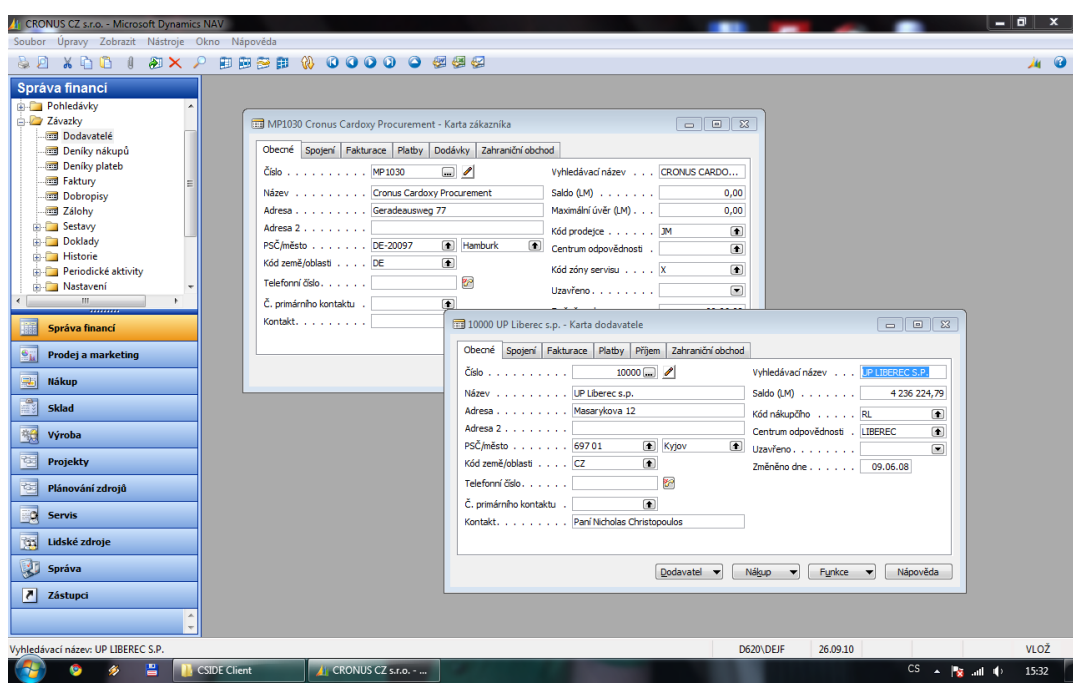 CRONUS CZ s.r.o. - Microsoft Dynamics NAV
Soubor Úpravy Zobrazit Nástroje Okno Nápověda
Správa financí
Pohledávky
Závazky
Dodavatelé
Deníky nákupů
Deníky plateb
Faktury
Dobropisy
Zálohy
Sestavy
Doklady
Historie
Periodické aktivity
Nastavení
Správa financí
Prodej a marketing
Nákup
Sklad
Výroba
Projekty
Plánování zdrojů
Servis
Lidské zdroje
Správa
Zástupci
MP1030 Cronus Cardoxy Procurement - Karta zákazníka
Obecné Spojení Fakturace Platby Dodávky Zahraniční obchod
Číslo . . . . . . . . . . MP1030
Název . . . . . . . . . Cronus Cardoxy Procurement
Adresa . . . . . . . . . Geradeausweg 77
Adresa 2 . . . . . . . .
PSČ/město . . . . . . . DE-20097 Hamburk
Kód země/oblasti . . . . DE
Telefonní číslo. . . . . .
Č. primárního kontaktu .
Kontakt. . . . . . . . .
Vyhledávací název . . . CRONUS CARDO...
Saldo (LM) . . . . . . . 0,00
Maximální úvěr (LM) . . . 0,00
Kód prodejce . . . . . . JM
Centrum odpovědnosti .
Kód zóny servisu . . . . X
Uzavřeno. . . . . . . .
10000 UP Liberec s.p. - Karta dodavatele
Obecné Spojení Fakturace Platby Příjem Zahraniční obchod
Číslo . . . . . . . . . . 10000
Název . . . . . . . . . UP Liberec s.p.
Adresa . . . . . . . . . Masarykova 12
Adresa 2 . . . . . . . .
PSČ/město . . . . . . . 697 01 Kyjov
Kód země/oblasti . . . . CZ
Telefonní číslo. . . . . .
Č. primárního kontaktu .
Kontakt. . . . . . . . . Paní Nicholas Christopoulos
Vyhledávací název . . . UP LIBEREC S.P.
Saldo (LM) . . . . . . . 4 236 224,79
Kód nákupčího . . . . . RL
Centrum odpovědnosti . LIBEREC
Uzavřeno. . . . . . . .
Změněno dne . . . . . . 09.06.08
Dodavatel Nákup Funkce Nápověda
Vyhledávací název: UP LIBEREC S.P. D620\DEJF 26.09.10 VLOŽ
CSIDE Client CRONUS CZ s.r.o. - ... CS 15:32